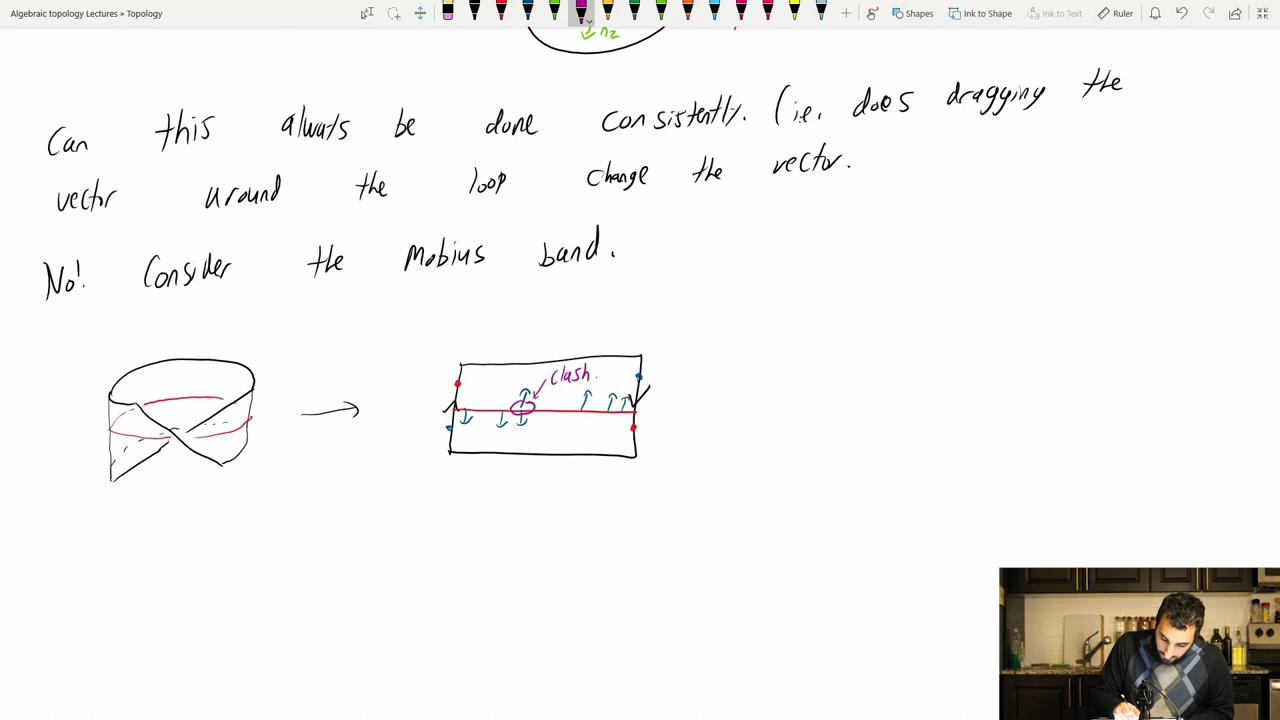 Algebraic topology Lectures » Topology
Shapes
Ink to Shape
Ink to Text
Ruler
n2
Can this always be done consistently. (i.e. does dragging the
vector around the loop change the vector.
No! Consider the Mobius band.
clash.